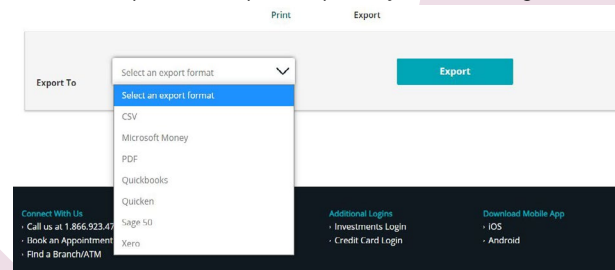 Print
Export
Export To
Select an export format
Export
Select an export format
CSV
Microsoft Money
PDF
Quickbooks
Quicken
Sage 50
Xero
Connect With Us
› Call us at 1.866.923.47
› Book an Appointment
› Find a Branch/ATM
Additional Logins
› Investments Login
› Credit Card Login
Download Mobile App
› iOS
› Android